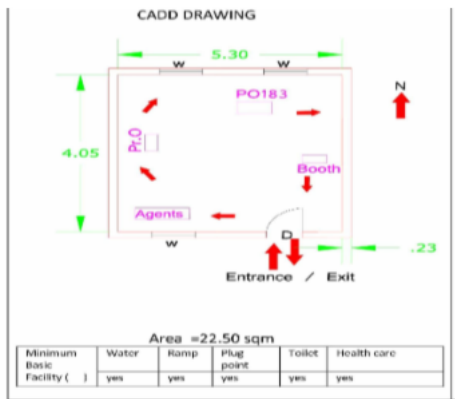 CADD DRAWING
5.30
W W
N
PO183
4.05
Pr.O
Booth
Agents
D
W
.23
Entrance / Exit
Area =22.50 sqm
Minimum Basic Facility ( ) Water Ramp Plug point Toilet Health care
yes yes yes yes yes